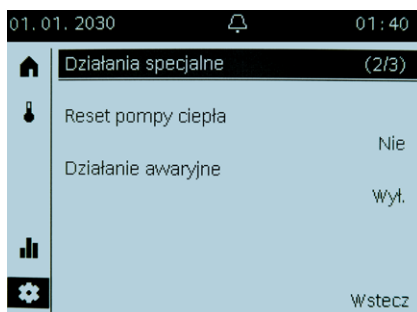 01.01.2030 01:40
Działania specjalne (2/3)
Reset pompy ciepła
Nie
Działanie awaryjne
Wył.
Wstecz